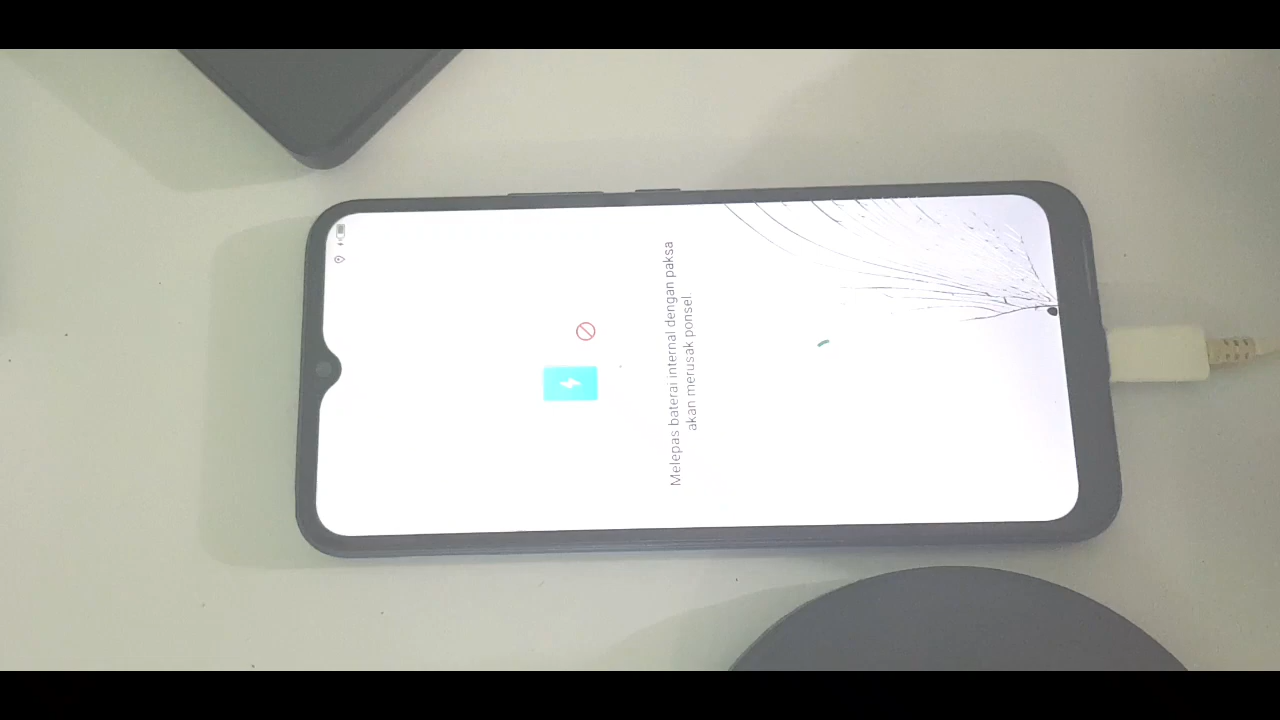 Melepas baterai internal dengan paksa
akan merusak ponsel.